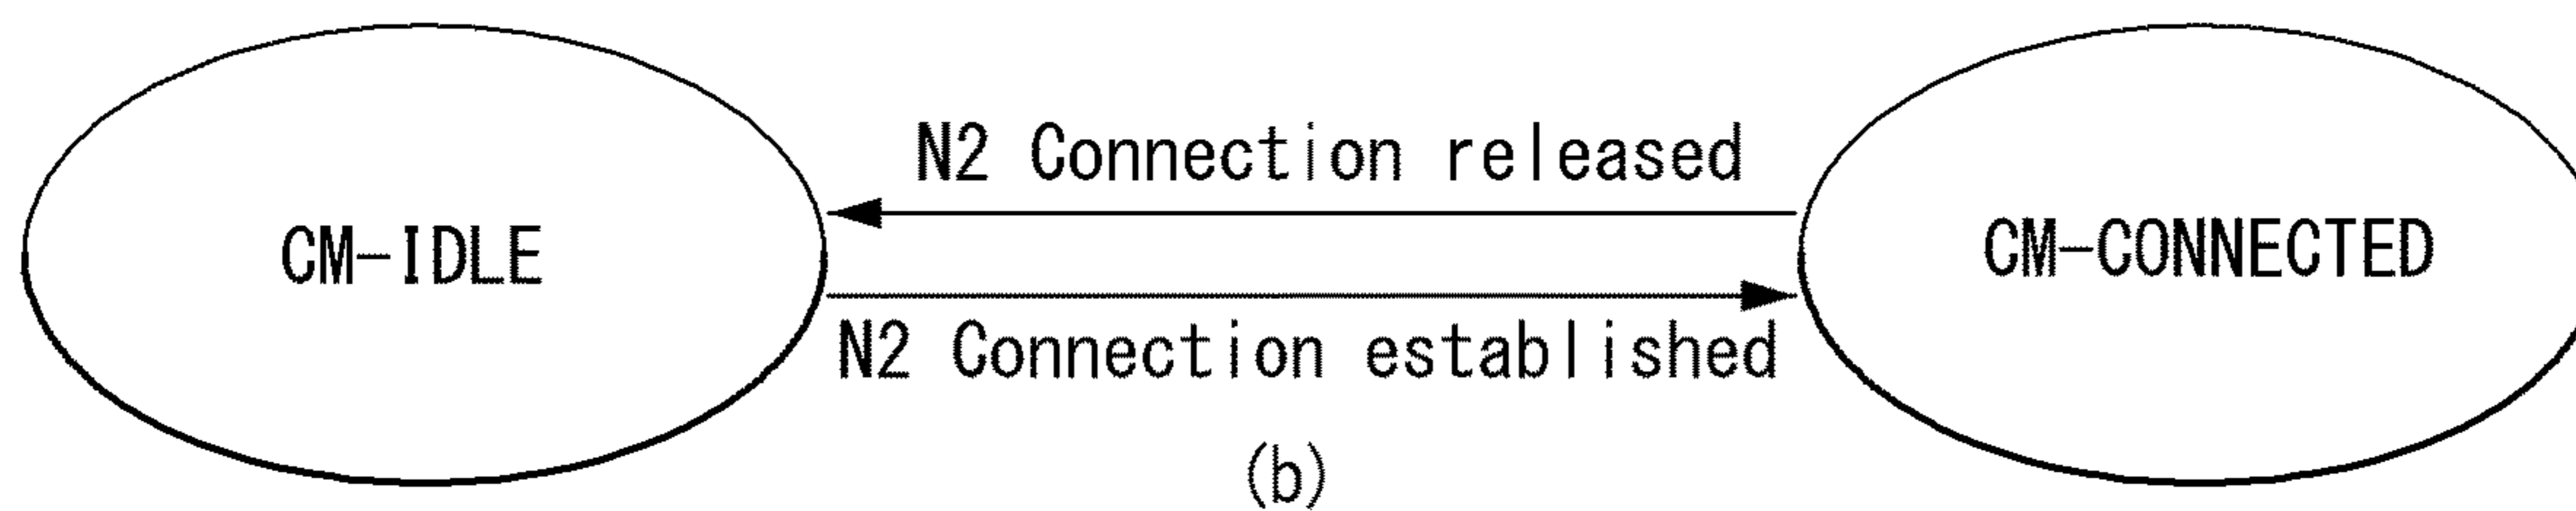 N2 Connection released
CM-IDLE
CM-CONNECTED
N2 Connection established
(b)